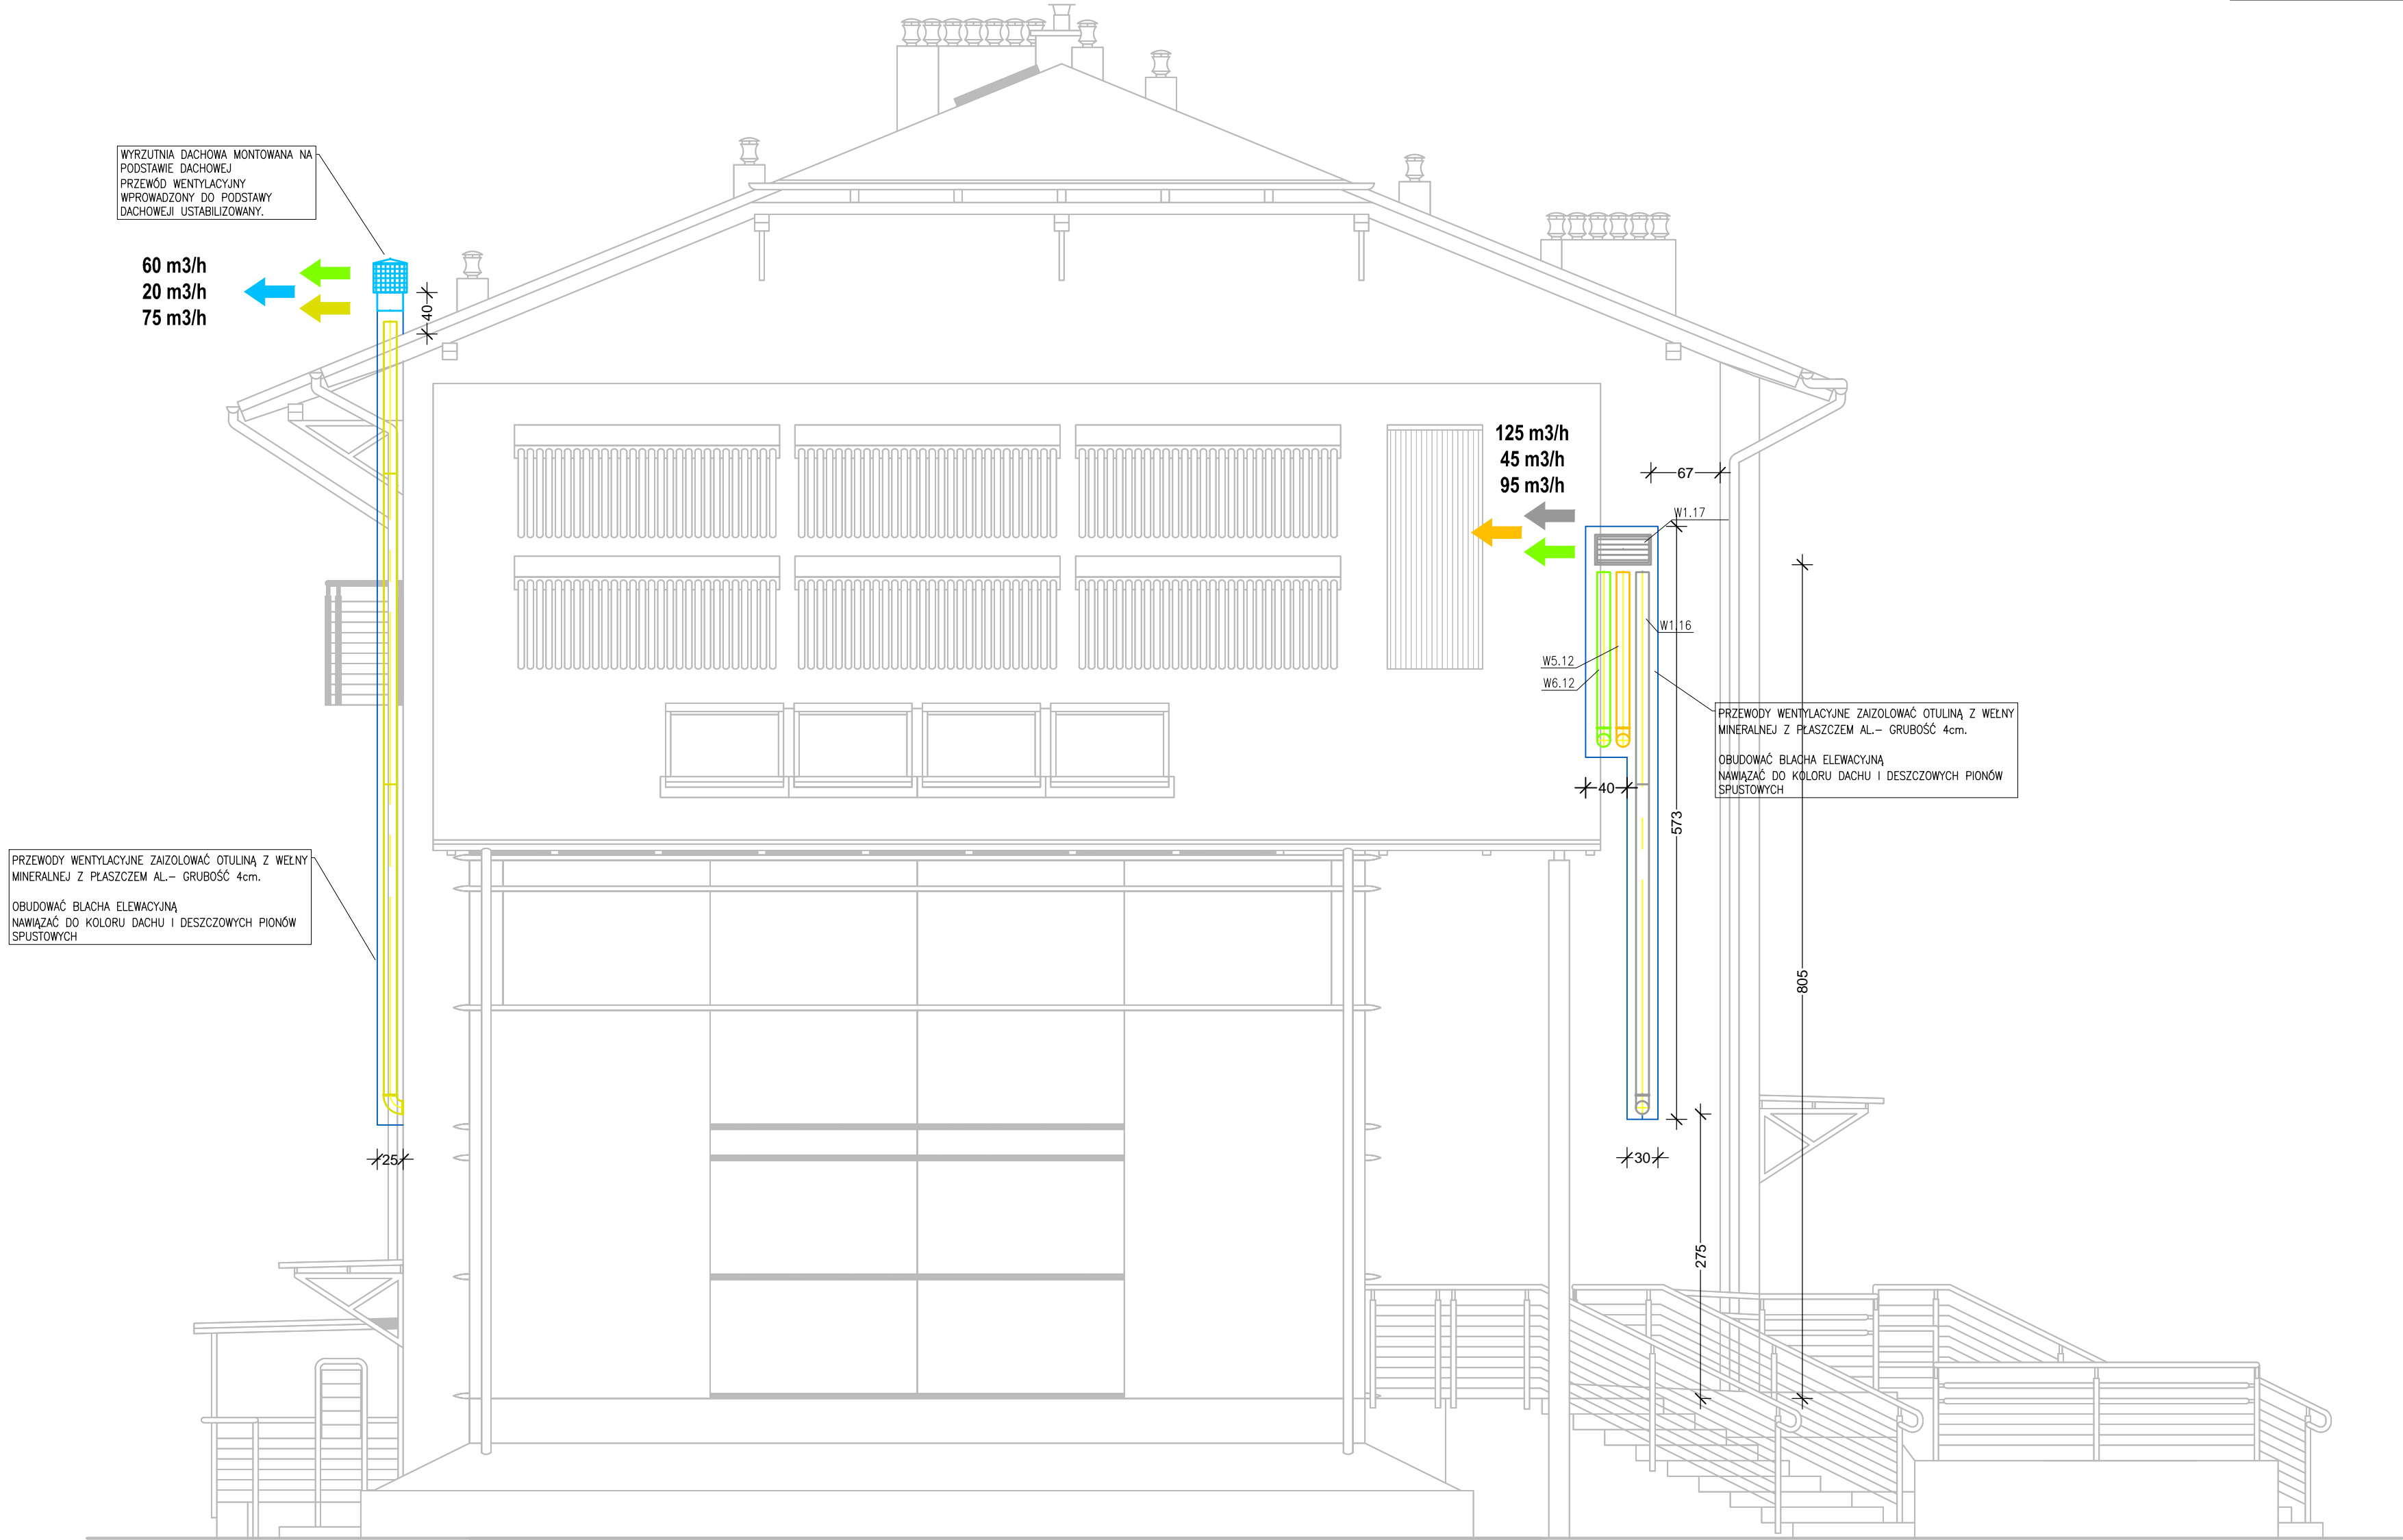 WYRZUTNIA DACHOWA MONTOWANA NA
PODSTAWIE DACHOWEJ
PRZEWÓD WENTYLACYJNY
WPROWADZONY DO PODSTAWY
DACHOWEJI USTABILIZOWANY.
60 m3/h
20 m3/h
75 m3/h
40
125 m3/h
45 m3/h
95 m3/h
67
W1.17
W1.16
W5.12
W6.12
PRZEWODY WENTYLACYJNE ZAIZOLOWAĆ OTULINĄ Z WEŁNY
MINERALNEJ Z PŁASZCZEM AL.– GRUBOŚĆ 4cm.
OBUDOWAĆ BLACHA ELEWACYJNĄ
NAWIĄZAĆ DO KOLORU DACHU I DESZCZOWYCH PIONÓW
SPUSTOWYCH
40
573
PRZEWODY WENTYLACYJNE ZAIZOLOWAĆ OTULINĄ Z WEŁNY
MINERALNEJ Z PŁASZCZEM AL.– GRUBOŚĆ 4cm.
OBUDOWAĆ BLACHA ELEWACYJNĄ
NAWIĄZAĆ DO KOLORU DACHU I DESZCZOWYCH PIONÓW
SPUSTOWYCH
805
25
30
275